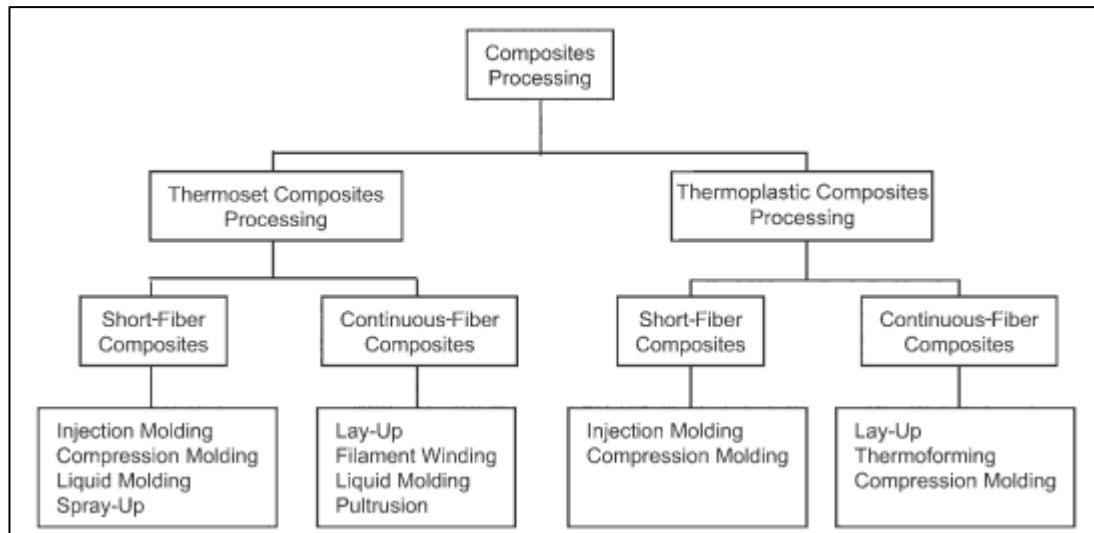 Composites
Processing
Thermoset Composites
Processing
Thermoplastic Composites
Processing
Short-Fiber
Composites
Continuous-Fiber
Composites
Short-Fiber
Composites
Continuous-Fiber
Composites
Injection Molding
Compression Molding
Liquid Molding
Spray-Up
Lay-Up
Filament Winding
Liquid Molding
Pultrusion
Injection Molding
Compression Molding
Lay-Up
Thermoforming
Compression Molding